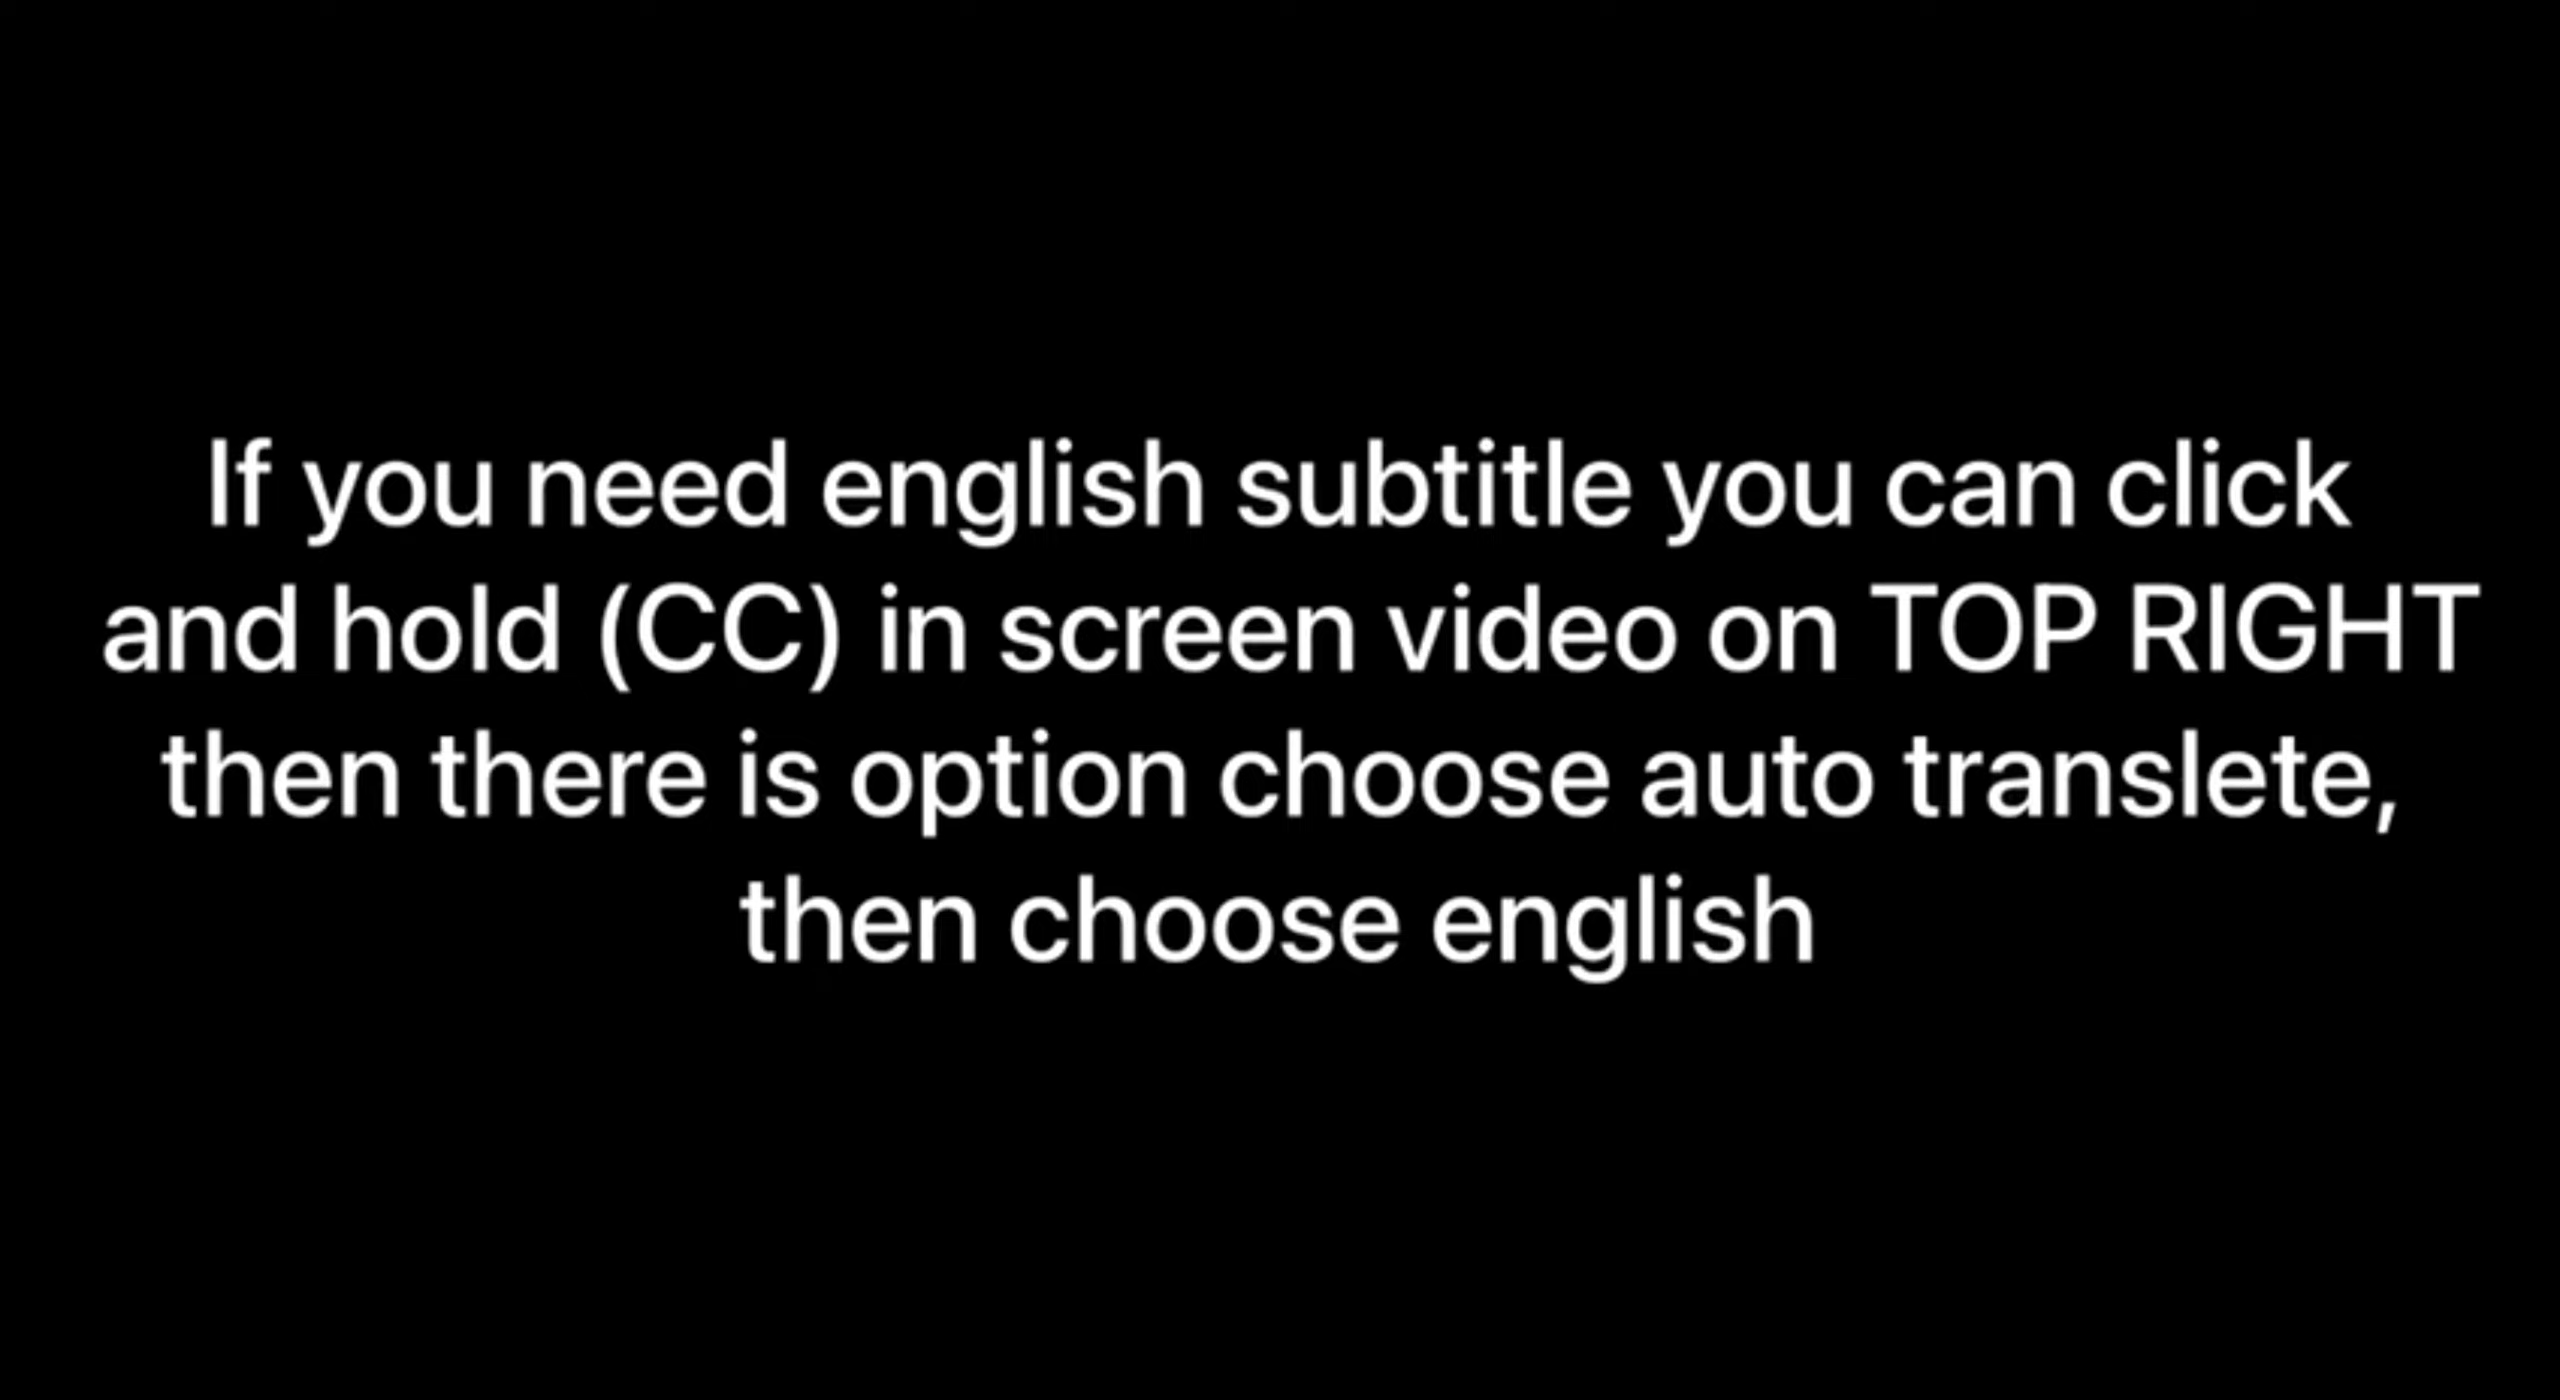 If you need english subtitle you can click
and hold (CC) in screen video on TOP RIGHT
then there is option choose auto translete,
then choose english